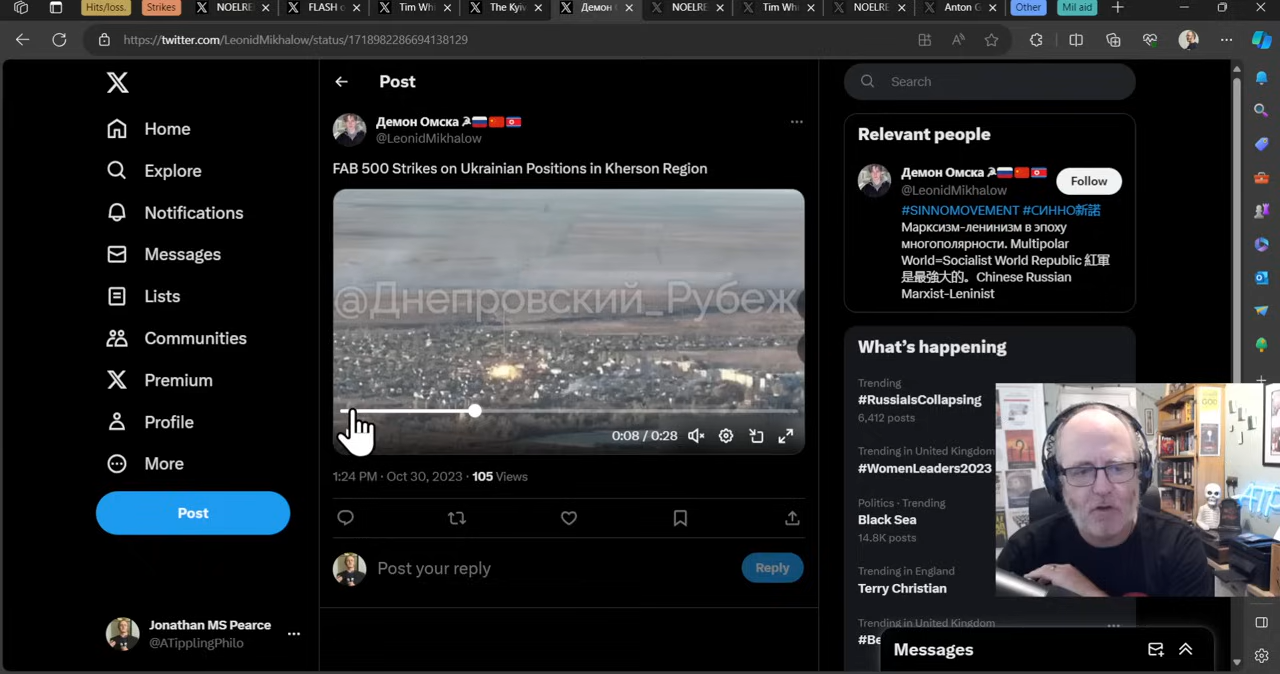 Hits/loss.
Strikes
NOELRE
FLASH o
Tim Whi
The Kyiv
Демон
NOELRE
Tim Whi
NOELRE
Anton G
Other
Mil aid
https://twitter.com/LeonidMikhalow/status/1718982286694138129
Home
Explore
Notifications
Messages
Lists
Communities
Premium
Profile
More
Post
Jonathan MS Pearce
@ATipplingPhilo
Post
Демон Омска
@LeonidMikhalow
FAB 500 Strikes on Ukrainian Positions in Kherson Region
@Днепровский_Рубеж
0:08 / 0:28
1:24 PM · Oct 30, 2023 · 105 Views
Post your reply
Reply
Search
Relevant people
Демон Омска
@LeonidMikhalow
Follow
#SINNOMOVEMENT #СИННО新諾
Марксизм-ленинизм в эпоху
многополярности. Multipolar
World=Socialist World Republic 紅軍
是最強大的。Chinese Russian
Marxist-Leninist
What's happening
Trending
#RussiaIsCollapsing
6,412 posts
Trending in United Kingdom
#WomenLeaders2023
Politics · Trending
Black Sea
14.8K posts
Trending in England
Terry Christian
Trending in United Kingdom
#Be
Messages
ATP